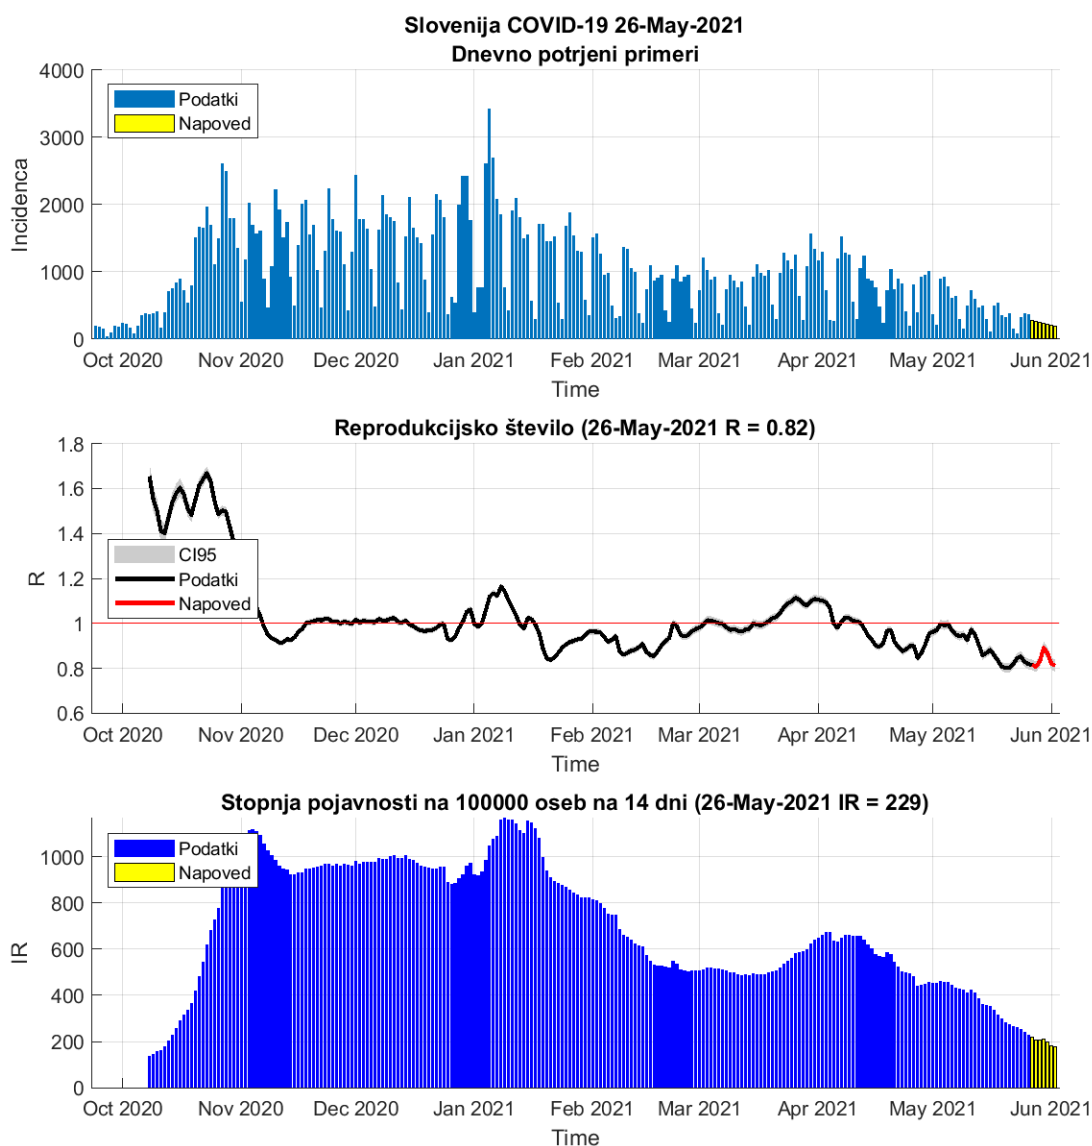 Slovenija COVID-19 26-May-2021
Dnevno potrjeni primeri
4000
3000
2000
1000
0
Incidenca
Podatki
Napoved
Oct 2020 Nov 2020 Dec 2020 Jan 2021 Feb 2021 Mar 2021 Apr 2021 May 2021 Jun 2021
Time
Reprodukcijsko število (26-May-2021 R = 0.82)
1.8
1.6
1.4
1.2
1
0.8
0.6
R
CI95
Podatki
Napoved
Oct 2020 Nov 2020 Dec 2020 Jan 2021 Feb 2021 Mar 2021 Apr 2021 May 2021 Jun 2021
Time
Stopnja pojavnosti na 100000 oseb na 14 dni (26-May-2021 IR = 229)
1000
800
600
400
200
0
IR
Podatki
Napoved
Oct 2020 Nov 2020 Dec 2020 Jan 2021 Feb 2021 Mar 2021 Apr 2021 May 2021 Jun 2021
Time